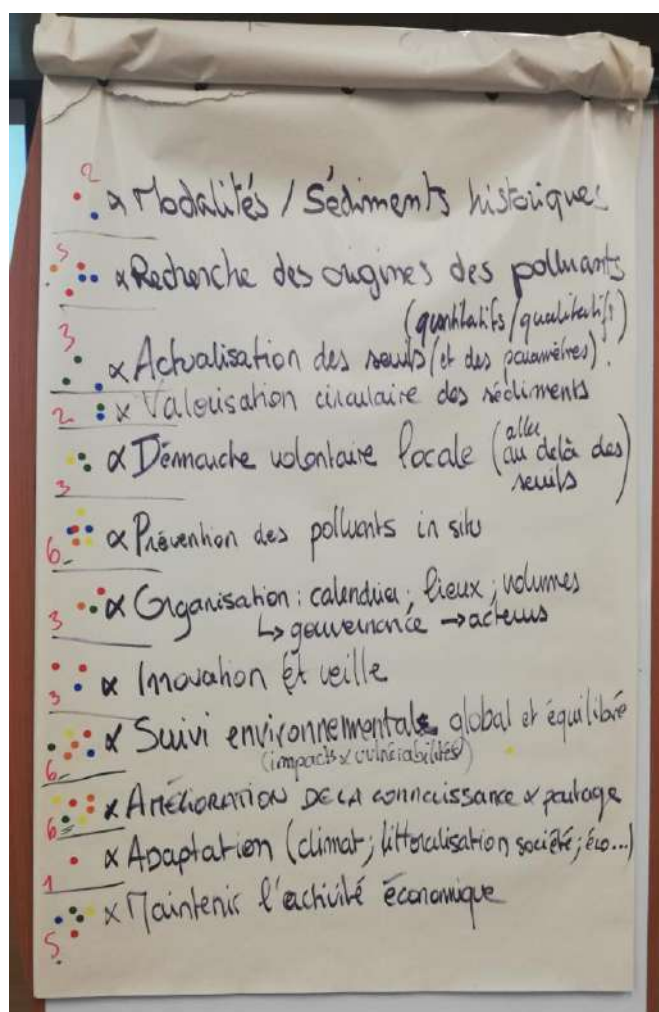 2
∝ Modalités / Sédiments historiques
5
∝ Recherche des origines des polluants
(quantitatifs/qualitatifs)
3
∝ Actualisation des seuils (et des paramètres).
2 ∝ Valorisation circulaire des sédiments
∝ Démarche volontaire locale (aller
au delà des
seuils)
3
6 ∝ Prévention des polluants in situ
3 ∝ Organisation : calendrier ; lieux ; volumes
↳ gouvernance → acteurs
3 ∝ Innovation et veille
∝ Suivi environnemental global et équilibré
(impacts ∝ vulnérabilités)
6
6 ∝ AMÉLIORATION DE LA connaissance ∝ partage
1 ∝ Adaptation (climat ; littoralisation société ; éco...)
∝ Maintenir l'activité économique
5